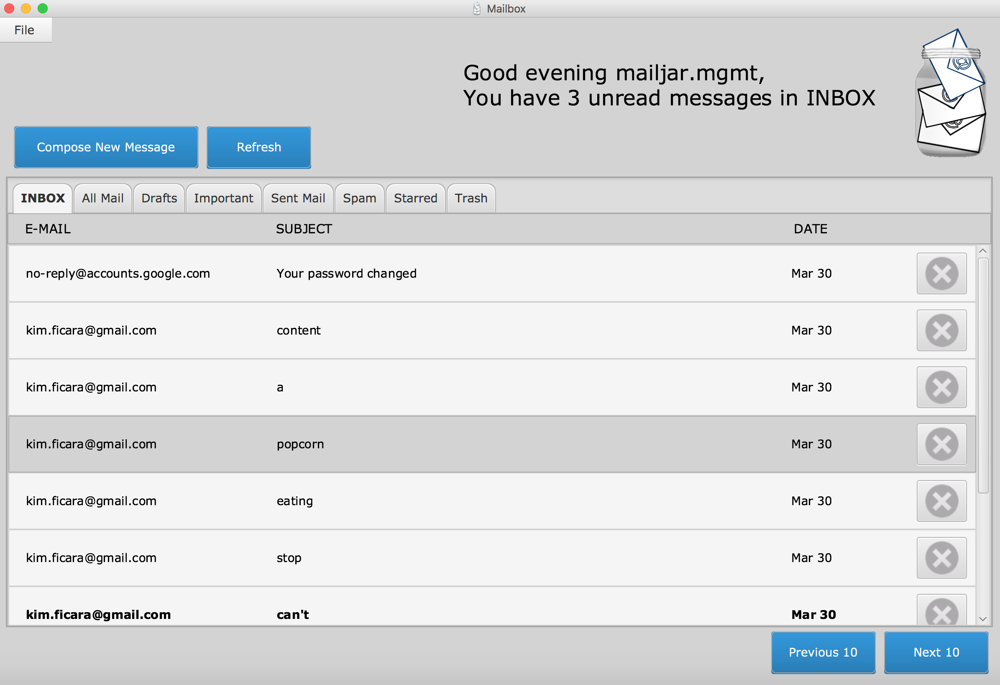 Mailbox
File
Good evening mailjar.mgmt,
You have 3 unread messages in INBOX
Compose New Message Refresh
INBOX All Mail Drafts Important Sent Mail Spam Starred Trash
E-MAIL SUBJECT DATE
no-reply@accounts.google.com Your password changed Mar 30
kim.ficara@gmail.com content Mar 30
kim.ficara@gmail.com a Mar 30
kim.ficara@gmail.com popcorn Mar 30
kim.ficara@gmail.com eating Mar 30
kim.ficara@gmail.com stop Mar 30
kim.ficara@gmail.com can't Mar 30
Previous 10 Next 10